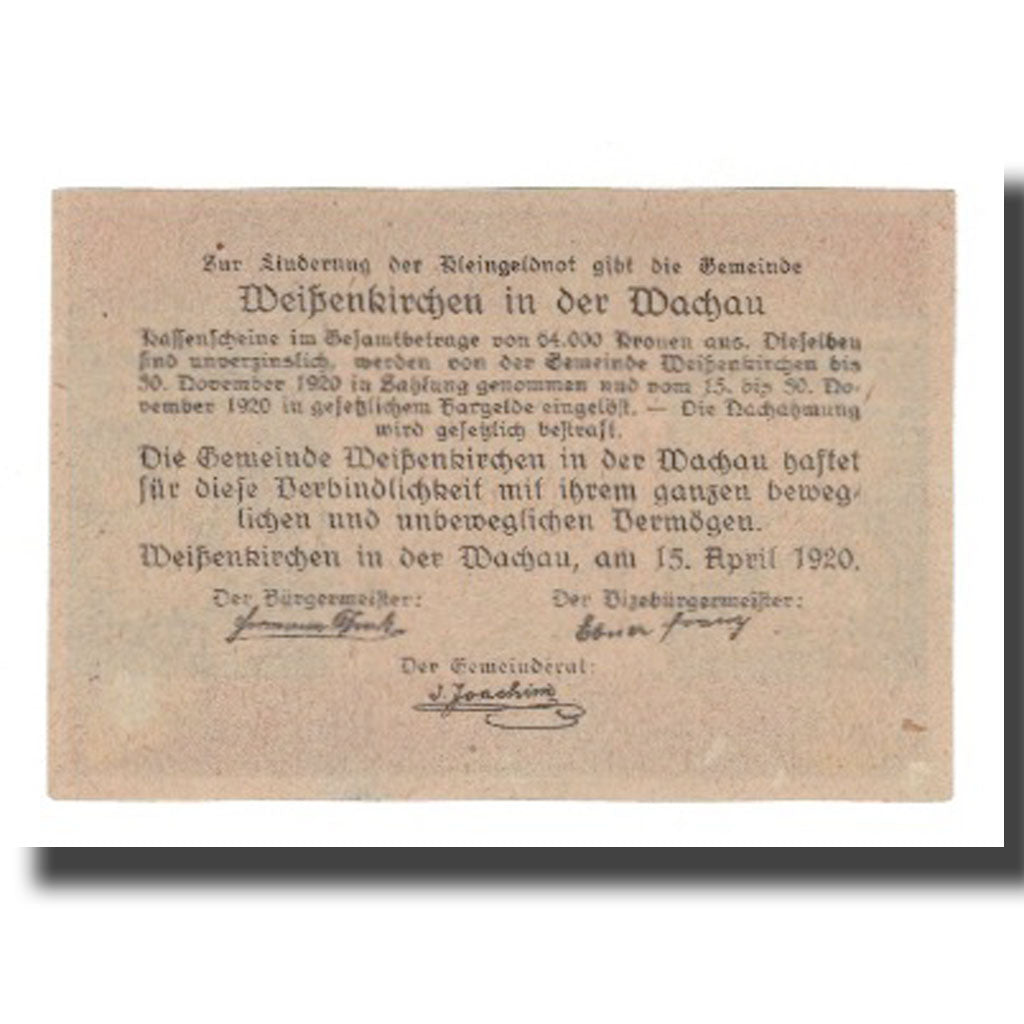 Zur Linderung der Kleingeldnot gibt die Gemeinde
Weißenkirchen in der Wachau
Kassenscheine im Gesamtbetrage von 64.000 Kronen aus. Dieselben
sind unverzinslich, werden von der Gemeinde Weißenkirchen bis
30. November 1920 in Zahlung genommen und vom 15. bis 30. No-
vember 1920 in gesetzlichem Bargelde eingelöst. — Die Nachahmung
wird gesetzlich bestraft.
Die Gemeinde Weißenkirchen in der Wachau haftet
für diese Verbindlichkeit mit ihrem ganzen beweg-
lichen und unbeweglichen Vermögen.
Weißenkirchen in der Wachau, am 15. April 1920.
Der Bürgermeister: Der Vizebürgermeister:
Ebner Franz
Der Gemeinderat:
J. Joachim